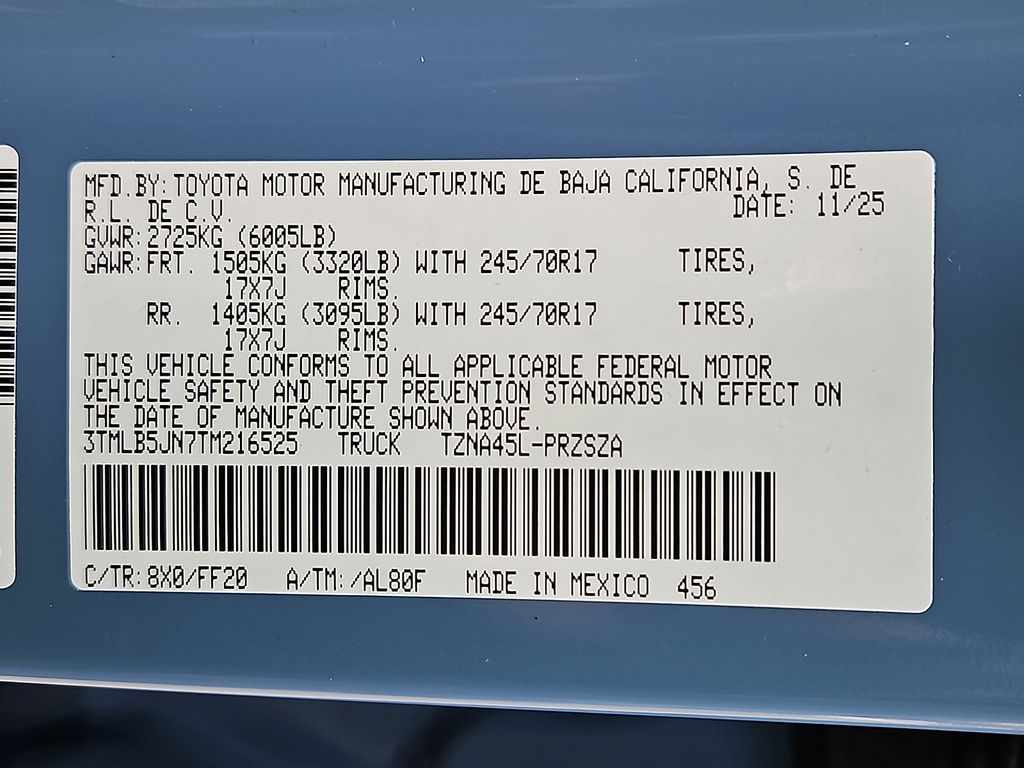 MFD.BY: TOYOTA MOTOR MANUFACTURING DE BAJA CALIFORNIA, S. DE
R.L. DE C.V. DATE: 11/25
GVWR: 2725KG (6005LB)
GAWR: FRT. 1505KG (3320LB) WITH 245/70R17 TIRES,
17X7J RIMS.
RR. 1405KG (3095LB) WITH 245/70R17 TIRES,
17X7J RIMS.
THIS VEHICLE CONFORMS TO ALL APPLICABLE FEDERAL MOTOR
VEHICLE SAFETY AND THEFT PREVENTION STANDARDS IN EFFECT ON
THE DATE OF MANUFACTURE SHOWN ABOVE.
3TMLB5JN7TM216525 TRUCK TZNA45L-PRZSZA
C/TR: 8X0/FF20 A/TM: /AL80F MADE IN MEXICO 456